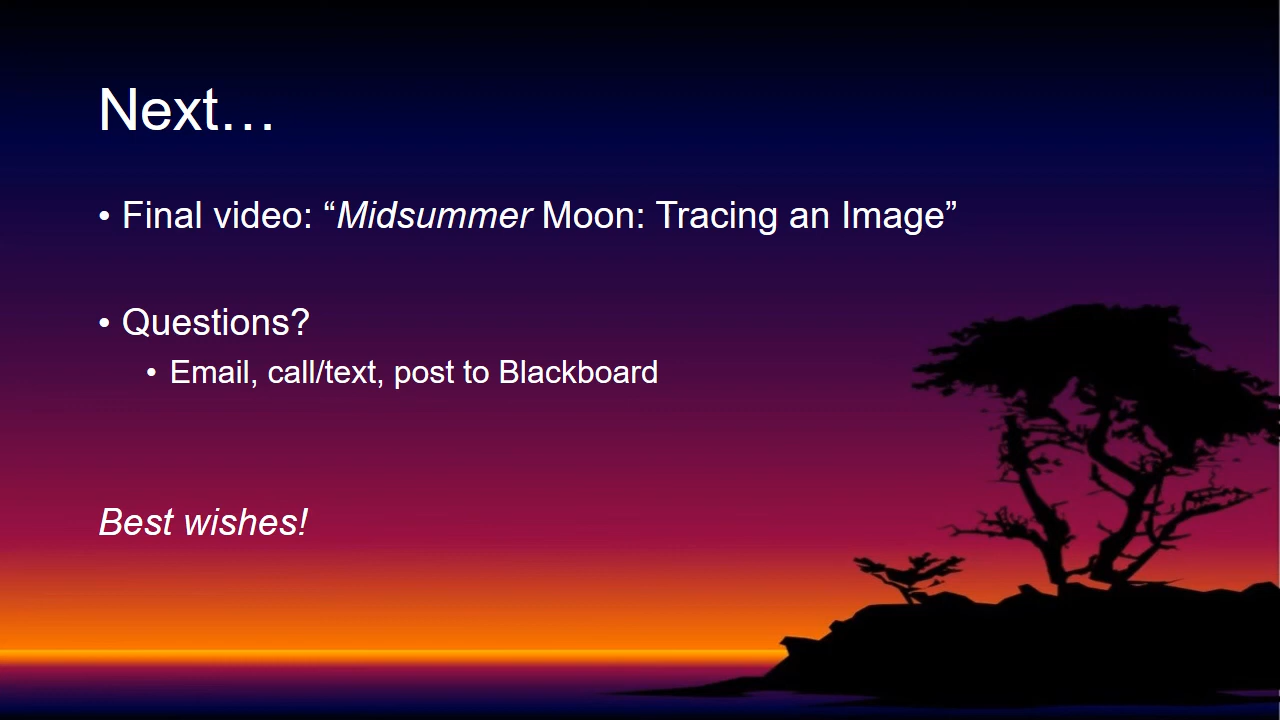 Next…
• Final video: “Midsummer Moon: Tracing an Image”
• Questions?
• Email, call/text, post to Blackboard
Best wishes!